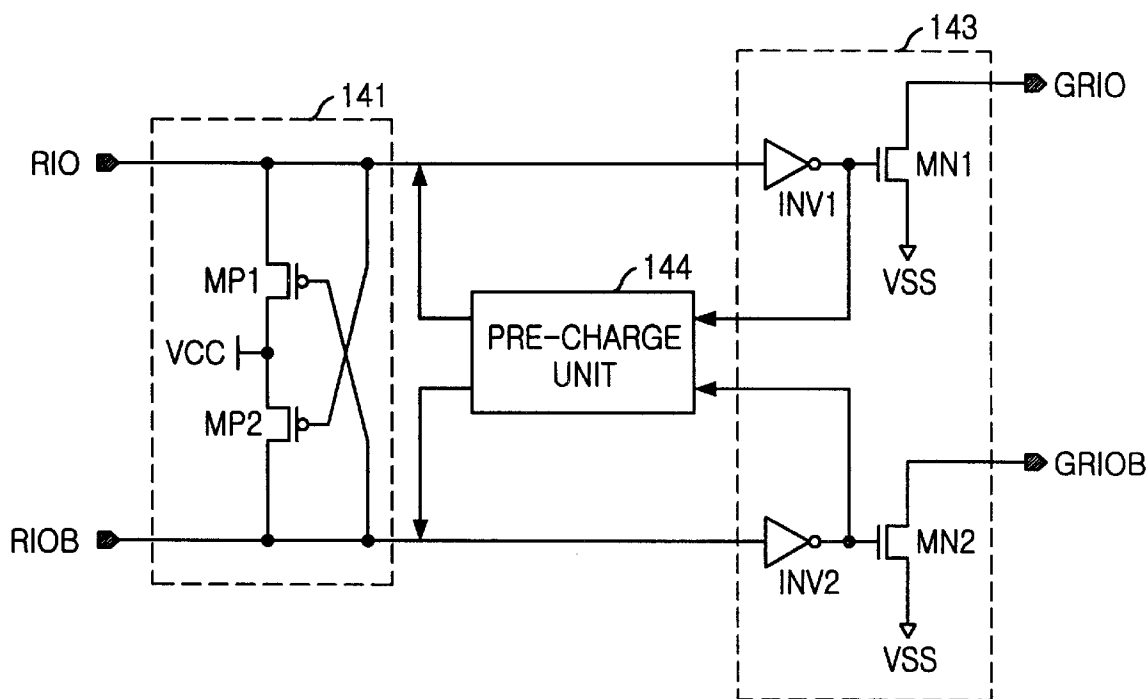 143
GRIO
141
RIO
MN1
INV1
VSS
MP1
144
PRE-CHARGE
UNIT
VCC
MP2
GRIOB
RIOB
MN2
INV2
VSS